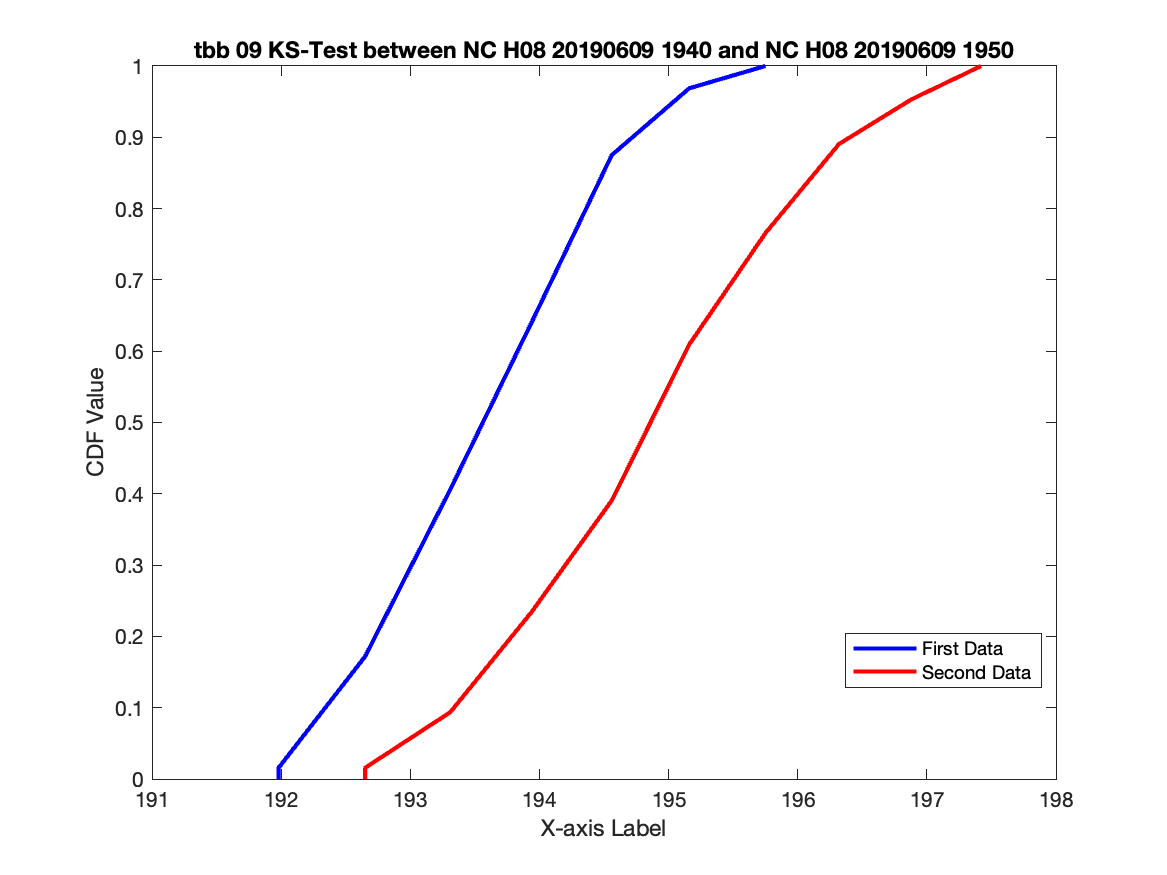 tbb 09 KS-Test between NC H08 20190609 1940 and NC H08 20190609 1950
1
0.9
0.8
0.7
0.6
0.5
0.4
0.3
0.2
0.1
0
CDF Value
First Data
Second Data
191 192 193 194 195 196 197 198
X-axis Label